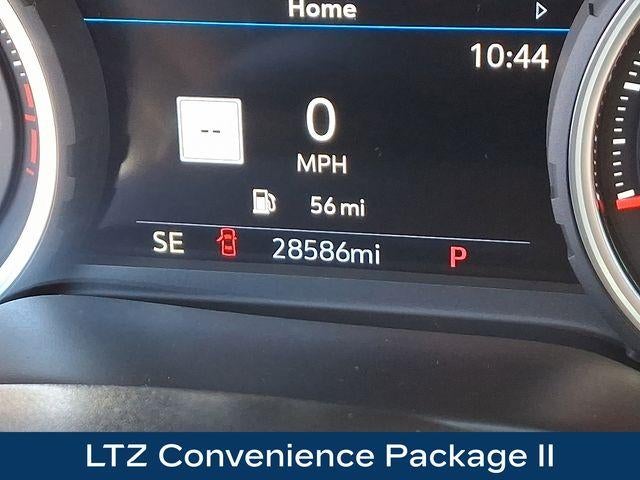 Home
10:44
--
0
MPH
56 mi
SE 28586mi P
LTZ Convenience Package II